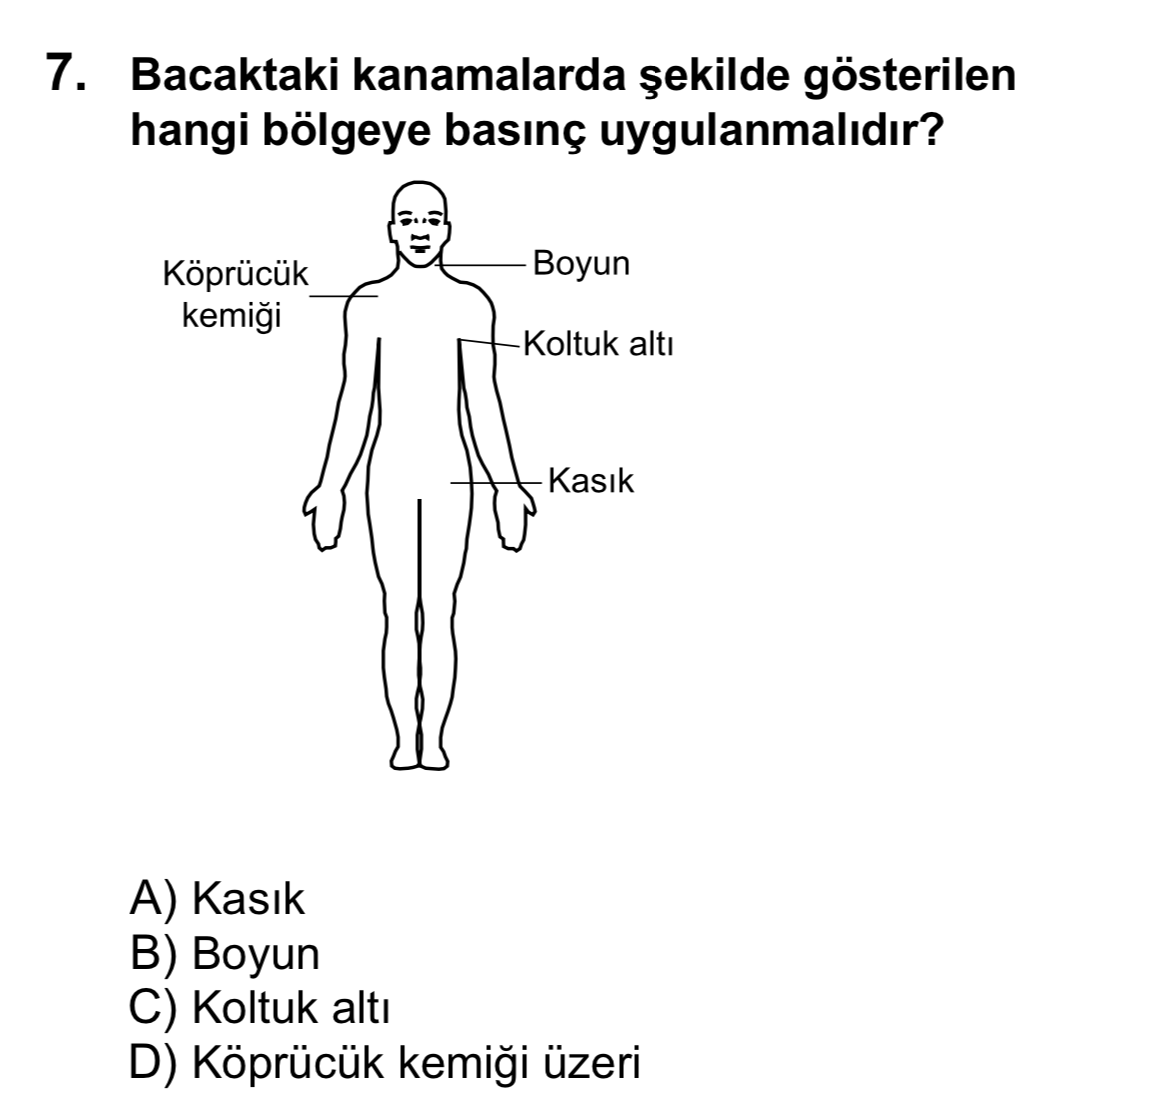 7. Bacaktaki kanamalarda şekilde gösterilen
hangi bölgeye basınç uygulanmalıdır?
Köprücük
kemiği
Boyun
Koltuk altı
Kasık
A) Kasık
B) Boyun
C) Koltuk altı
D) Köprücük kemiği üzeri